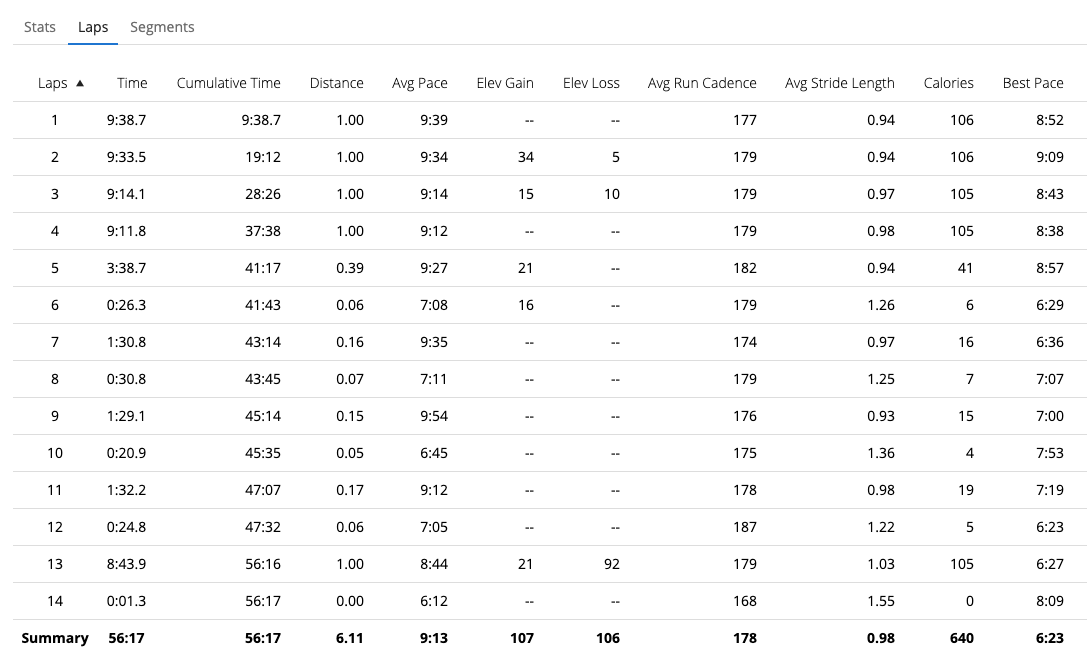 Stats Laps Segments
Laps ▲ Time Cumulative Time Distance Avg Pace Elev Gain Elev Loss Avg Run Cadence Avg Stride Length Calories Best Pace
1 9:38.7 9:38.7 1.00 9:39 -- -- 177 0.94 106 8:52
2 9:33.5 19:12 1.00 9:34 34 5 179 0.94 106 9:09
3 9:14.1 28:26 1.00 9:14 15 10 179 0.97 105 8:43
4 9:11.8 37:38 1.00 9:12 -- -- 179 0.98 105 8:38
5 3:38.7 41:17 0.39 9:27 21 -- 182 0.94 41 8:57
6 0:26.3 41:43 0.06 7:08 16 -- 179 1.26 6 6:29
7 1:30.8 43:14 0.16 9:35 -- -- 174 0.97 16 6:36
8 0:30.8 43:45 0.07 7:11 -- -- 179 1.25 7 7:07
9 1:29.1 45:14 0.15 9:54 -- -- 176 0.93 15 7:00
10 0:20.9 45:35 0.05 6:45 -- -- 175 1.36 4 7:53
11 1:32.2 47:07 0.17 9:12 -- -- 178 0.98 19 7:19
12 0:24.8 47:32 0.06 7:05 -- -- 187 1.22 5 6:23
13 8:43.9 56:16 1.00 8:44 21 92 179 1.03 105 6:27
14 0:01.3 56:17 0.00 6:12 -- -- 168 1.55 0 8:09
Summary 56:17 56:17 6.11 9:13 107 106 178 0.98 640 6:23